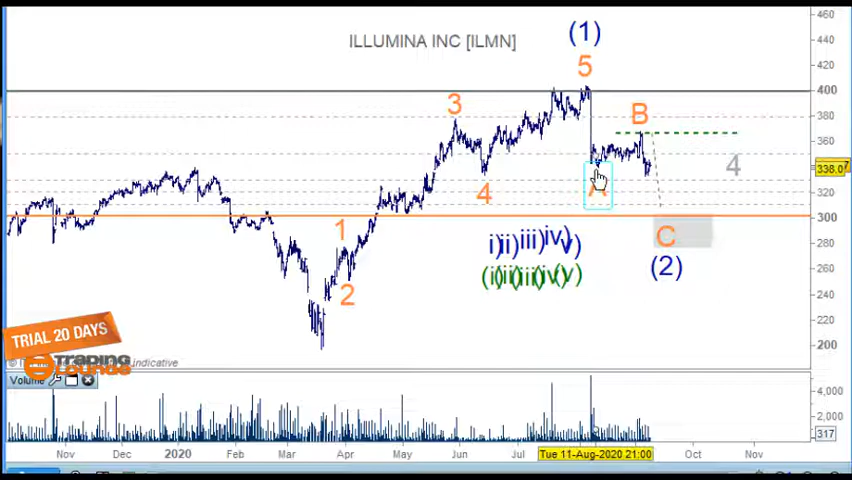 460
ILLUMINA INC [ILMN]
(1)
440
420
5
400
3
B
380
360
4
338.07
A
320
4
300
1
C
280
i)ii)iii)iv)v)
(2)
(i)(ii)(iii)(iv)(v)
260
2
240
220
TRIAL 20 DAYS
200
TRADING
LOUNGE
indicative
Volume
4,000
2,000
317
Nov Dec 2020 Feb Mar Apr May Jun Jul Tue 11-Aug-2020 21:00 Oct Nov